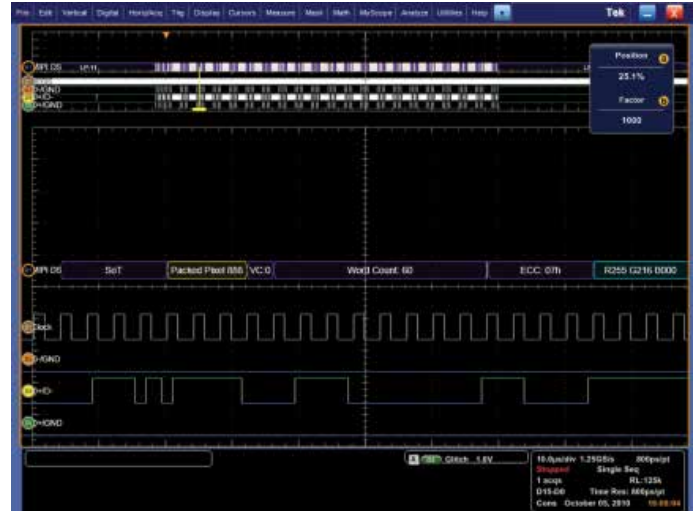 File Edit Vertical Digital Horiz/Acq Trig Display Cursors Measure Mask Math MyScope Analyze Utilities Help Tek
Position a
25.1%
Factor b
1000
LP-11
SoT Packed Pixel 888 VC:0 Word Count: 60 ECC: 07h R255 G216 B000
Clock
D-/GND
D+/D-
D+/GND
A Glitch 1.8V
10.0µs/div 1.25GS/s 800ps/pt
Stopped Single Seq
1 acqs RL:125k
D15-D0 Time Res: 800ps/pt
Cons October 05, 2010